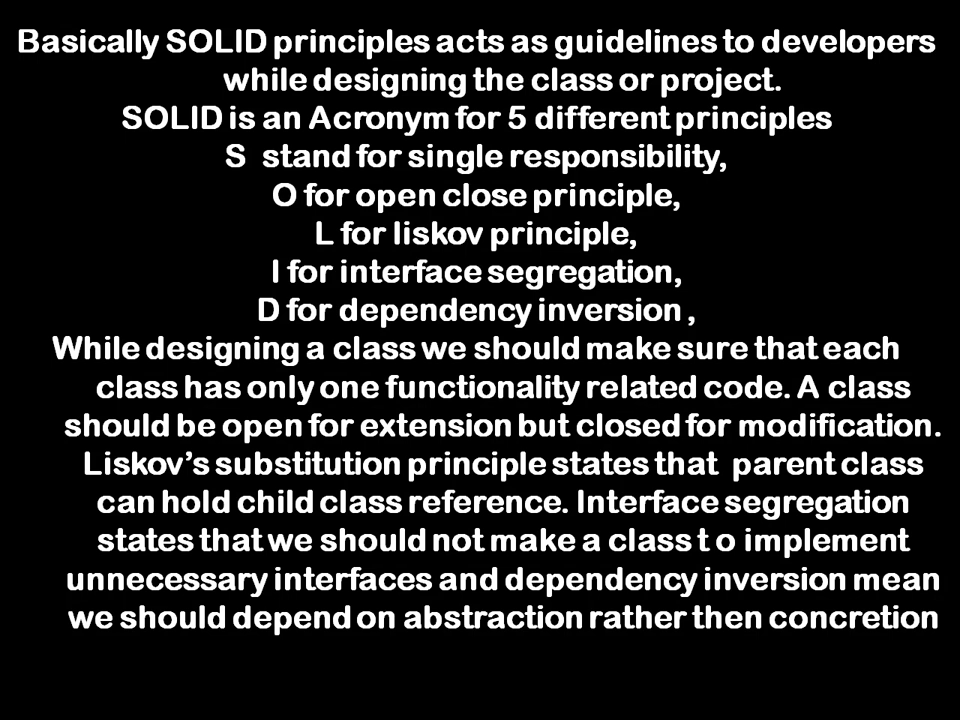 Basically SOLID principles acts as guidelines to developers
while designing the class or project.
SOLID is an Acronym for 5 different principles
S  stand for single responsibility,
O for open close principle,
L for liskov principle,
I for interface segregation,
D for dependency inversion ,
While designing a class we should make sure that each
class has only one functionality related code. A class
should be open for extension but closed for modification.
Liskov’s substitution principle states that  parent class
can hold child class reference. Interface segregation
states that we should not make a class t o implement
unnecessary interfaces and dependency inversion mean
we should depend on abstraction rather then concretion